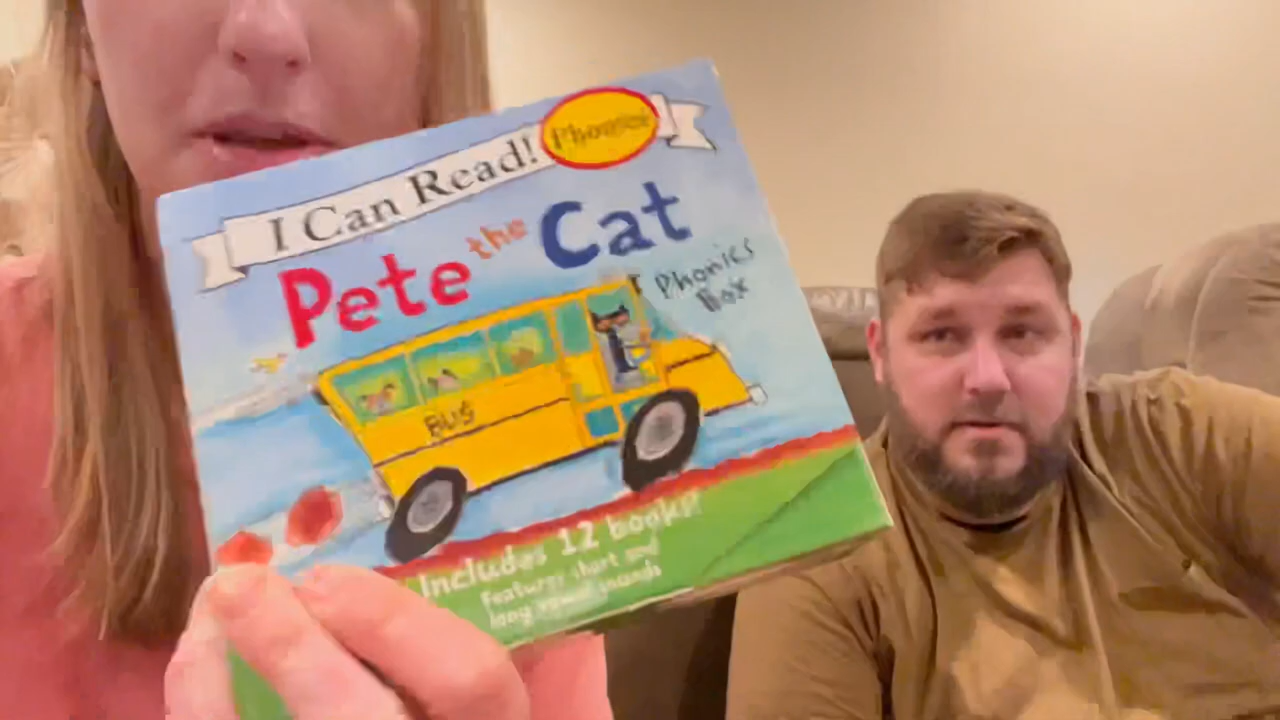 I Can Read!
Phonics
Pete the Cat
Phonics
Box
BUS
Includes 12 books!
Features short and
long vowel sounds